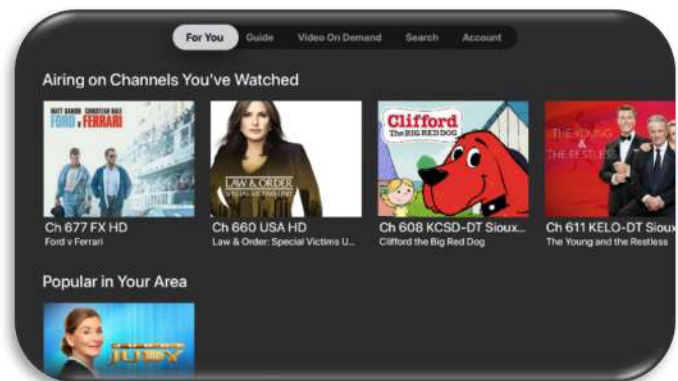 For You Guide Video On Demand Search Account
Airing on Channels You've Watched
MATT DAMON CHRISTIAN BALE
FORD v FERRARI
LAW & ORDER
SPECIAL VICTIMS UNIT
Clifford
The BIG RED DOG
THE YOUNG
&
THE RESTLESS
Ch 677 FX HD
Ford v Ferrari
Ch 660 USA HD
Law & Order: Special Victims U...
Ch 608 KCSD-DT Sioux...
Clifford the Big Red Dog
Ch 611 KELO-DT Sioux
The Young and the Restless
Popular in Your Area
JUDY